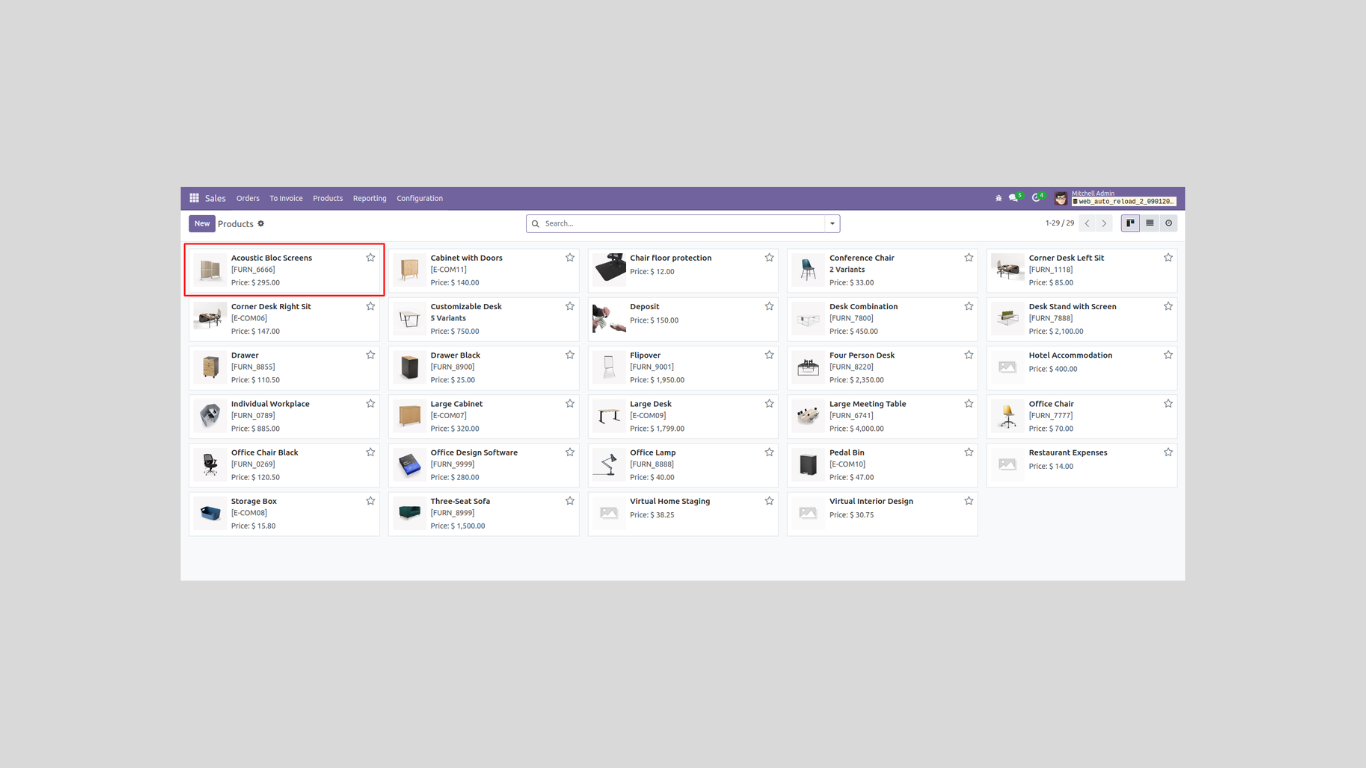 Sales Orders To Invoice Products Reporting Configuration
5 4 Mitchell Admin
web_auto_reload_2_090120...
New Products Search... 1-29 / 29
Acoustic Bloc Screens
[FURN_6666]
Price: $ 295.00
Cabinet with Doors
[E-COM11]
Price: $ 140.00
Chair floor protection
Price: $ 12.00
Conference Chair
2 Variants
Price: $ 33.00
Corner Desk Left Sit
[FURN_1118]
Price: $ 85.00
Corner Desk Right Sit
[E-COM06]
Price: $ 147.00
Customizable Desk
5 Variants
Price: $ 750.00
Deposit
Price: $ 150.00
Desk Combination
[FURN_7800]
Price: $ 450.00
Desk Stand with Screen
[FURN_7888]
Price: $ 2,100.00
Drawer
[FURN_8855]
Price: $ 110.50
Drawer Black
[FURN_8900]
Price: $ 25.00
Flipover
[FURN_9001]
Price: $ 1,950.00
Four Person Desk
[FURN_8220]
Price: $ 2,350.00
Hotel Accommodation
Price: $ 400.00
Individual Workplace
[FURN_0789]
Price: $ 885.00
Large Cabinet
[E-COM07]
Price: $ 320.00
Large Desk
[E-COM09]
Price: $ 1,799.00
Large Meeting Table
[FURN_6741]
Price: $ 4,000.00
Office Chair
[FURN_7777]
Price: $ 70.00
Office Chair Black
[FURN_0269]
Price: $ 120.50
Office Design Software
[FURN_9999]
Price: $ 280.00
Office Lamp
[FURN_8888]
Price: $ 40.00
Pedal Bin
[E-COM10]
Price: $ 47.00
Restaurant Expenses
Price: $ 14.00
Storage Box
[E-COM08]
Price: $ 15.80
Three-Seat Sofa
[FURN_8999]
Price: $ 1,500.00
Virtual Home Staging
Price: $ 38.25
Virtual Interior Design
Price: $ 30.75